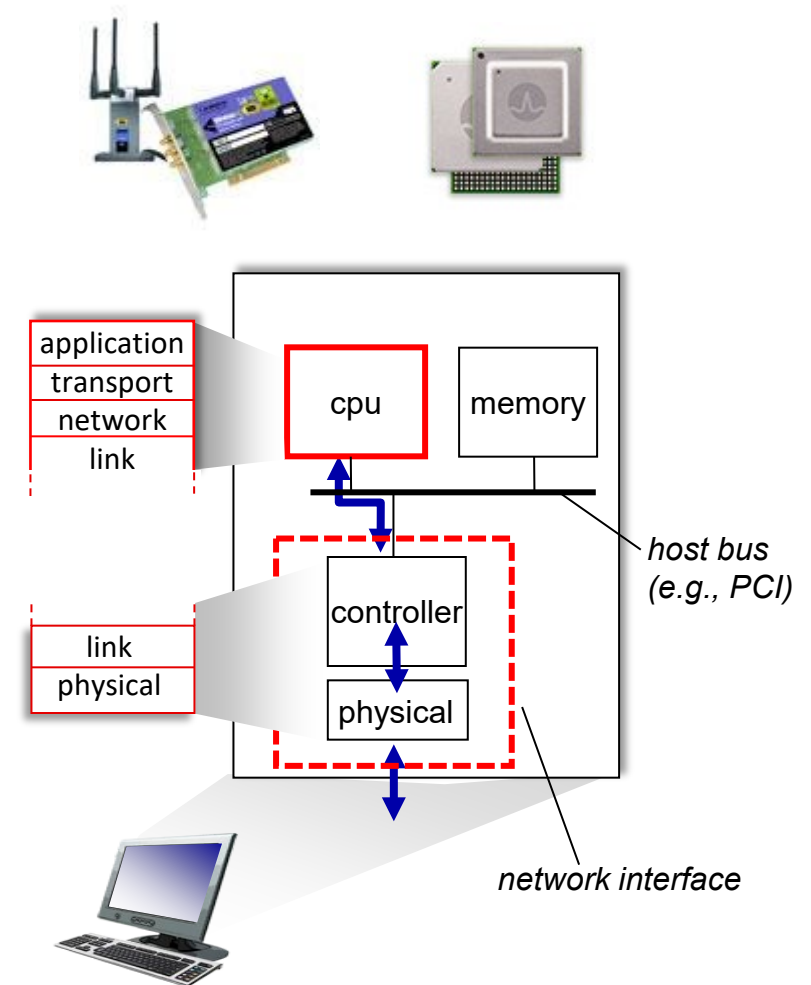 application
transport
network
link
cpu
memory
host bus
(e.g., PCI)
controller
link
physical
physical
network interface